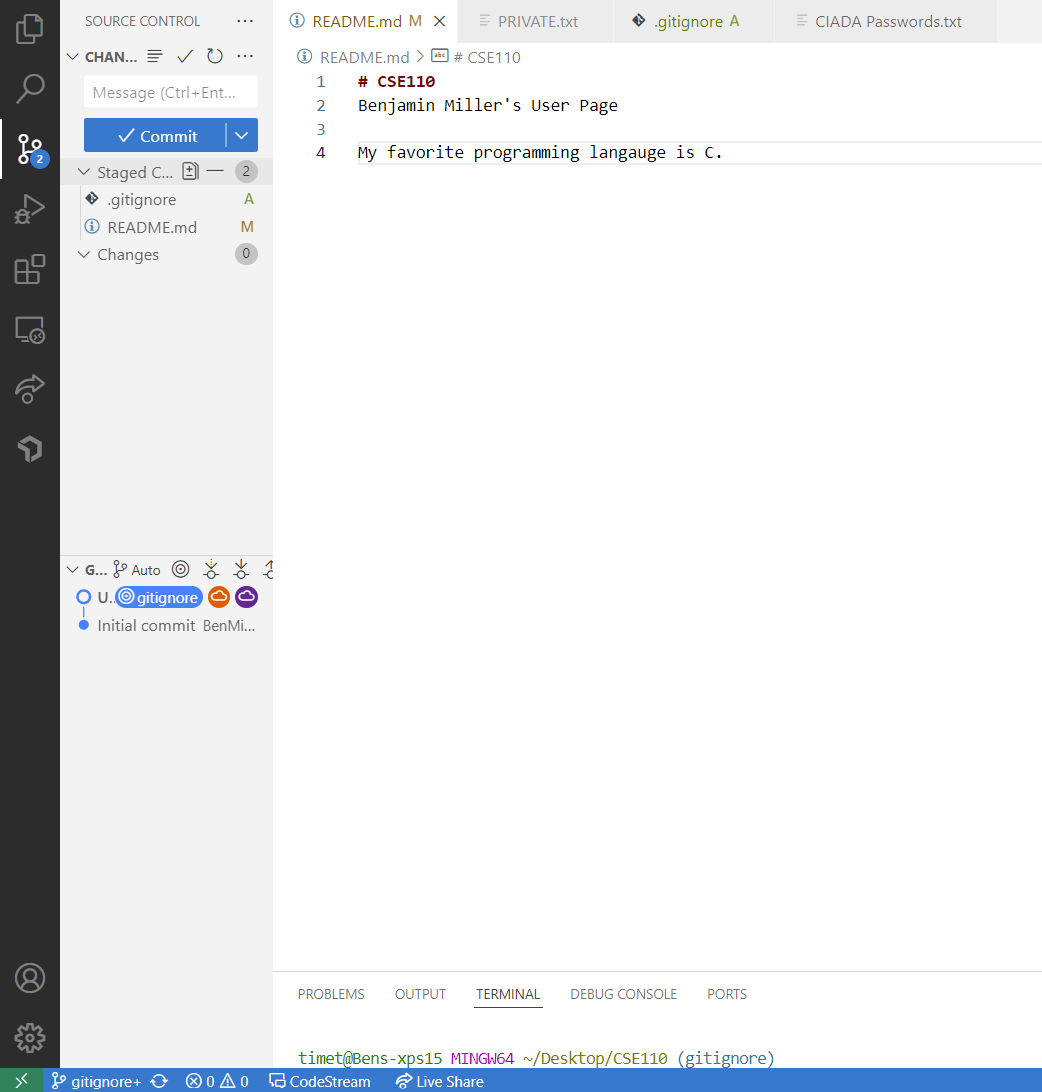 SOURCE CONTROL ...
CHAN... ...
Message (Ctrl+Ent...
Commit
Staged C... 2
.gitignore A
README.md M
Changes 0
G... Auto
U.. gitignore
Initial commit BenMi...
2
README.md M
PRIVATE.txt
.gitignore A
CIADA Passwords.txt
README.md > abc # CSE110
1 # CSE110
2 Benjamin Miller's User Page
3
4 My favorite programming langauge is C.
PROBLEMS OUTPUT TERMINAL DEBUG CONSOLE PORTS
timet@Bens-xps15 MINGW64 ~/Desktop/CSE110 (gitignore)
gitignore+ 0 0 CodeStream Live Share